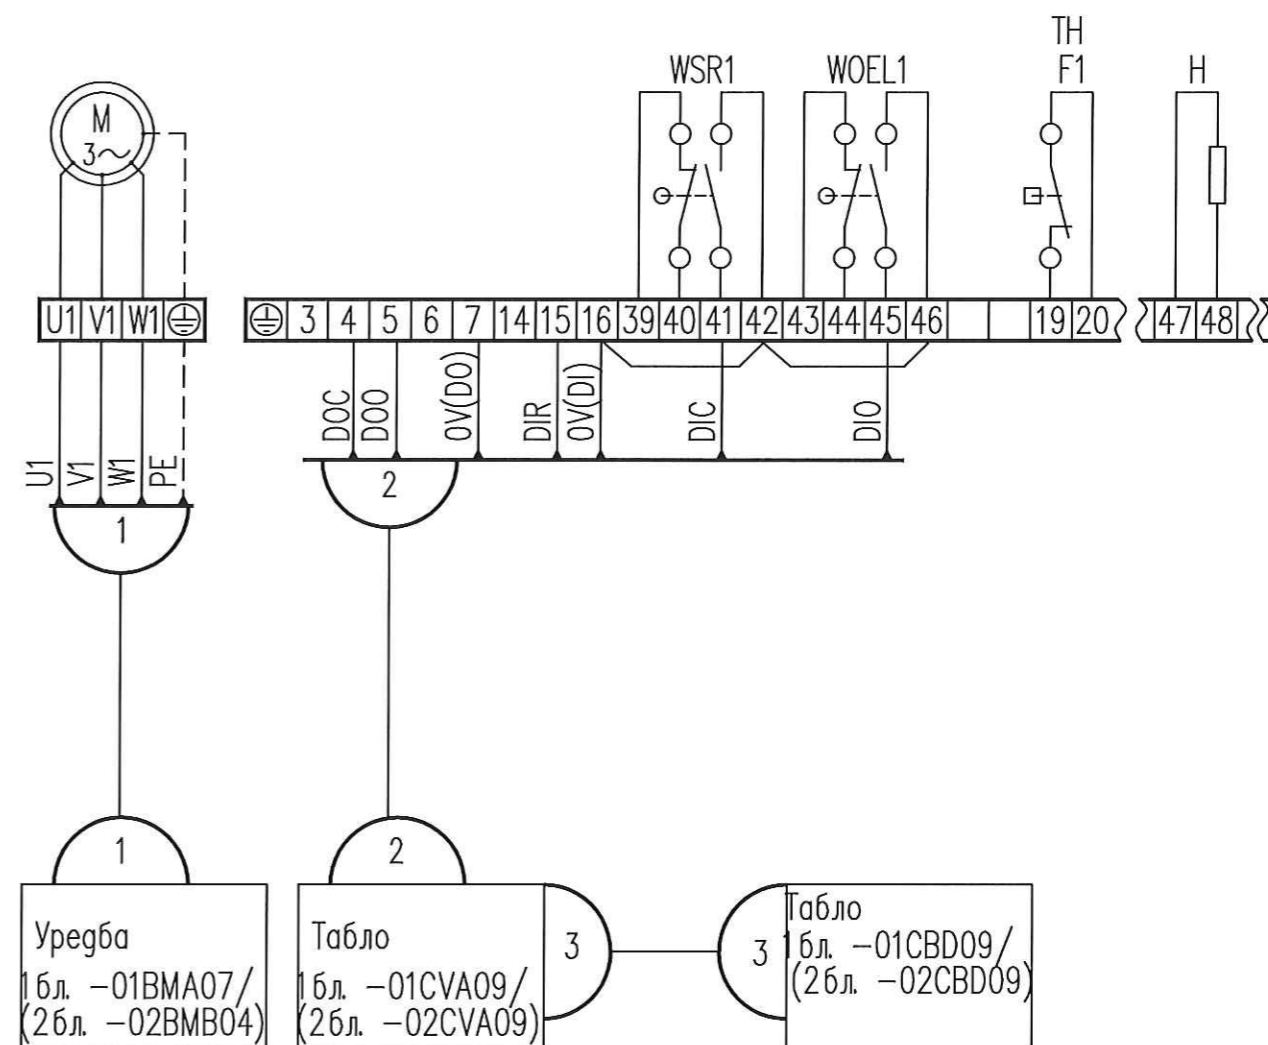 TH
WSR1 WOEL1 F1 H
M
3~
U1 V1 W1 3 4 5 6 7 14 15 16 39 40 41 42 43 44 45 46 19 20 47 48
U1 V1 W1 PE DOC DOO 0V(DO) DIR 0V(DI) DIC DIO
1 2
1 2
Уредба
1бл. -01BMA07/
(2бл. -02BMB04)
Табло
1бл. -01CVA09/
(2бл. -02CVA09)
3 3
Табло
1бл. -01CBD09/
(2бл. -02CBD09)